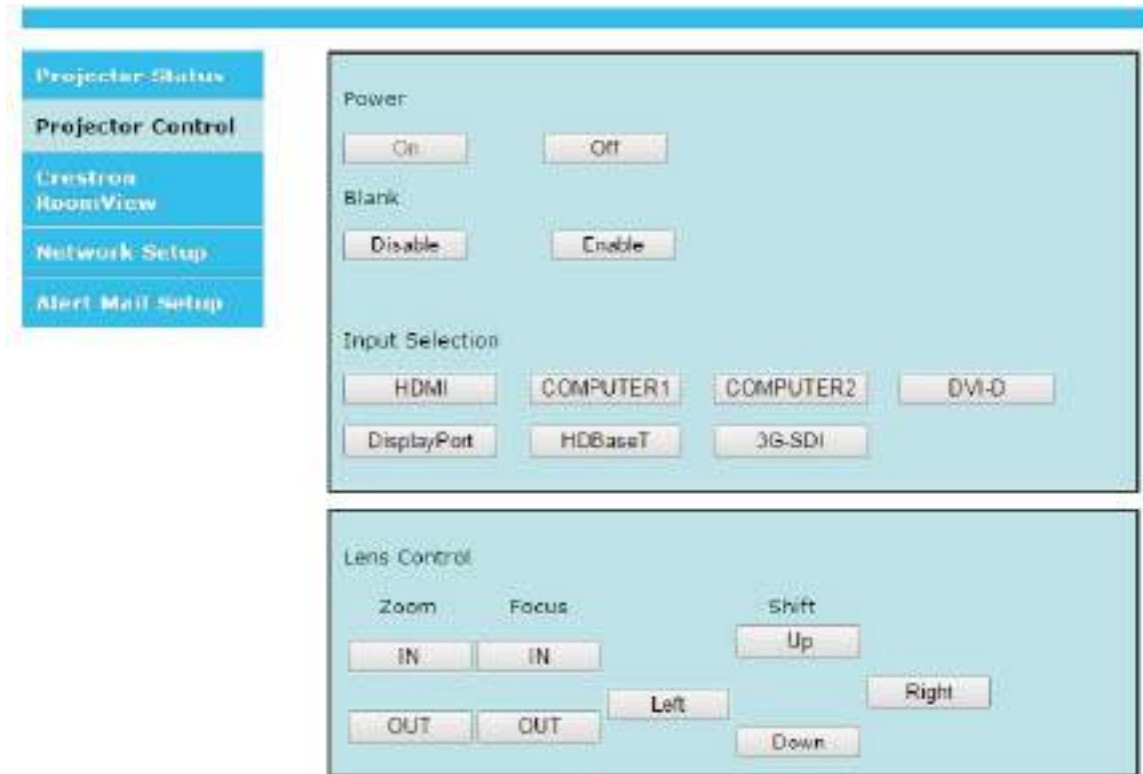 Projector Status
Projector Control
Crestron
RoomView
Network Setup
Alert Mail Setup
Power
On Off
Blank
Disable Enable
Input Selection
HDMI COMPUTER1 COMPUTER2 DVI-D
DisplayPort HDBaseT 3G-SDI
Lens Control
Zoom Focus Shift
IN IN Up
Left Right
OUT OUT Down